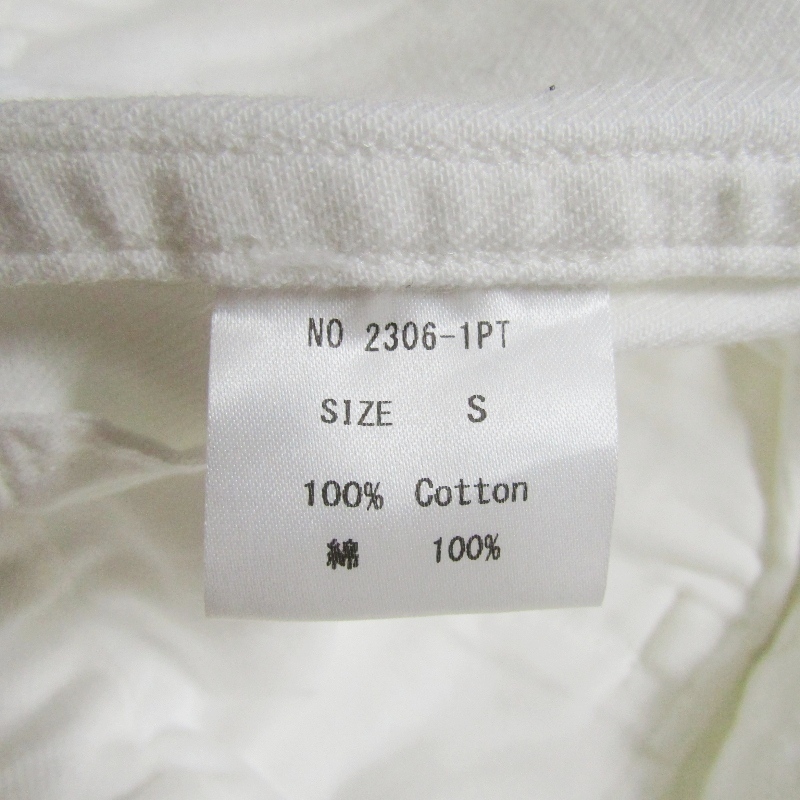 NO 2306-1PT
SIZE S
100% Cotton
綿 100%